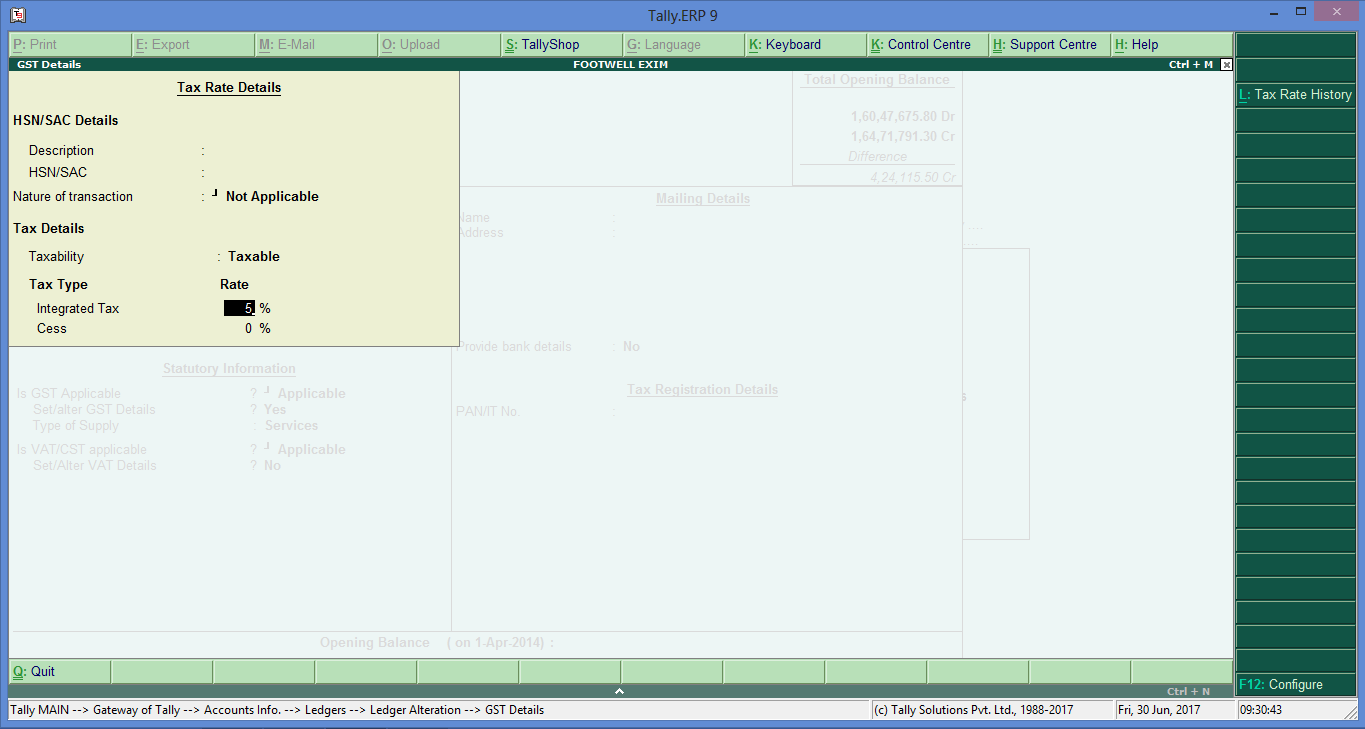 Tally.ERP 9
P: Print E: Export M: E-Mail O: Upload S: TallyShop G: Language K: Keyboard K: Control Centre H: Support Centre H: Help
GST Details FOOTWELL EXIM Ctrl + M
Tax Rate Details
HSN/SAC Details
Description :
HSN/SAC :
Nature of transaction : Not Applicable
Tax Details
Taxability : Taxable
Tax Type Rate
Integrated Tax 5 %
Cess 0 %
Total Opening Balance
1,60,47,675.80 Dr
1,64,71,791.30 Cr
Difference
4,24,115.50 Cr
Mailing Details
Name :
Address :
Provide bank details : No
Tax Registration Details
PAN/IT No. :
Statutory Information
Is GST Applicable ? Applicable
Set/alter GST Details ? Yes
Type of Supply : Services
Is VAT/CST applicable ? Applicable
Set/Alter VAT Details ? No
Opening Balance ( on 1-Apr-2014) :
L: Tax Rate History
F12: Configure
Q: Quit
Ctrl + N
Tally MAIN --> Gateway of Tally --> Accounts Info. --> Ledgers --> Ledger Alteration --> GST Details (c) Tally Solutions Pvt. Ltd., 1988-2017 Fri, 30 Jun, 2017 09:30:43